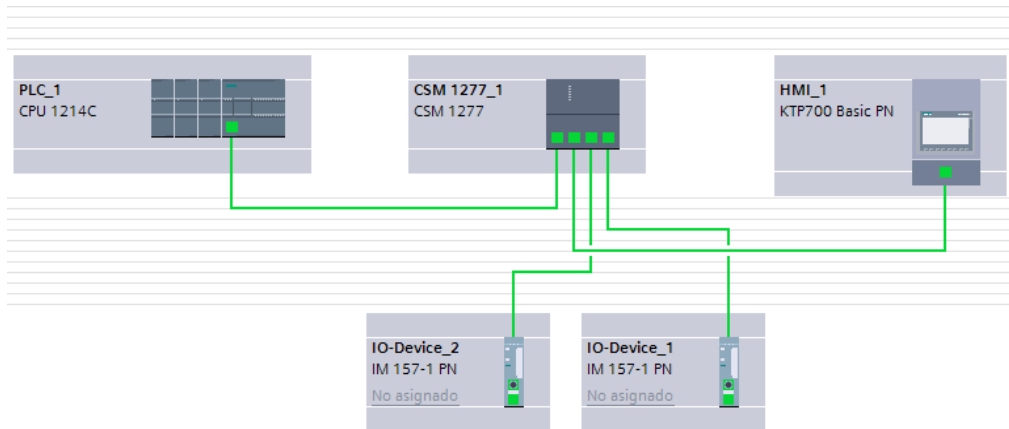 PLC_1
CPU 1214C
CSM 1277_1
CSM 1277
HMI_1
KTP700 Basic PN
IO-Device_2
IM 157-1 PN
No asignado
IO-Device_1
IM 157-1 PN
No asignado